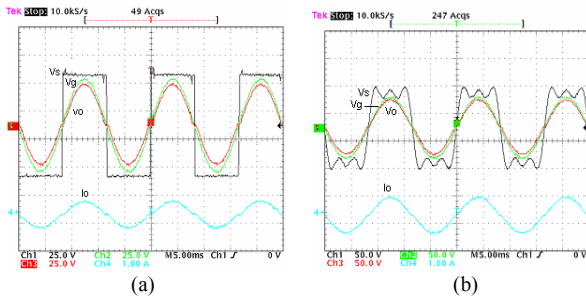 Tek Stop: 10.0kS/s 49 Acqs
Vs
Vg
Vo
Io
4
Ch1 25.0 V Ch2 25.0 V M5.00ms Ch1 0 V
Ch3 25.0 V Ch4 1.00 A
(a)
Tek Stop: 10.0kS/s 247 Acqs
Vs
Vg Vo
Io
4
Ch1 50.0 V Ch2 50.0 V M5.00ms Ch1 0 V
Ch3 50.0 V Ch4 1.00 A
(b)